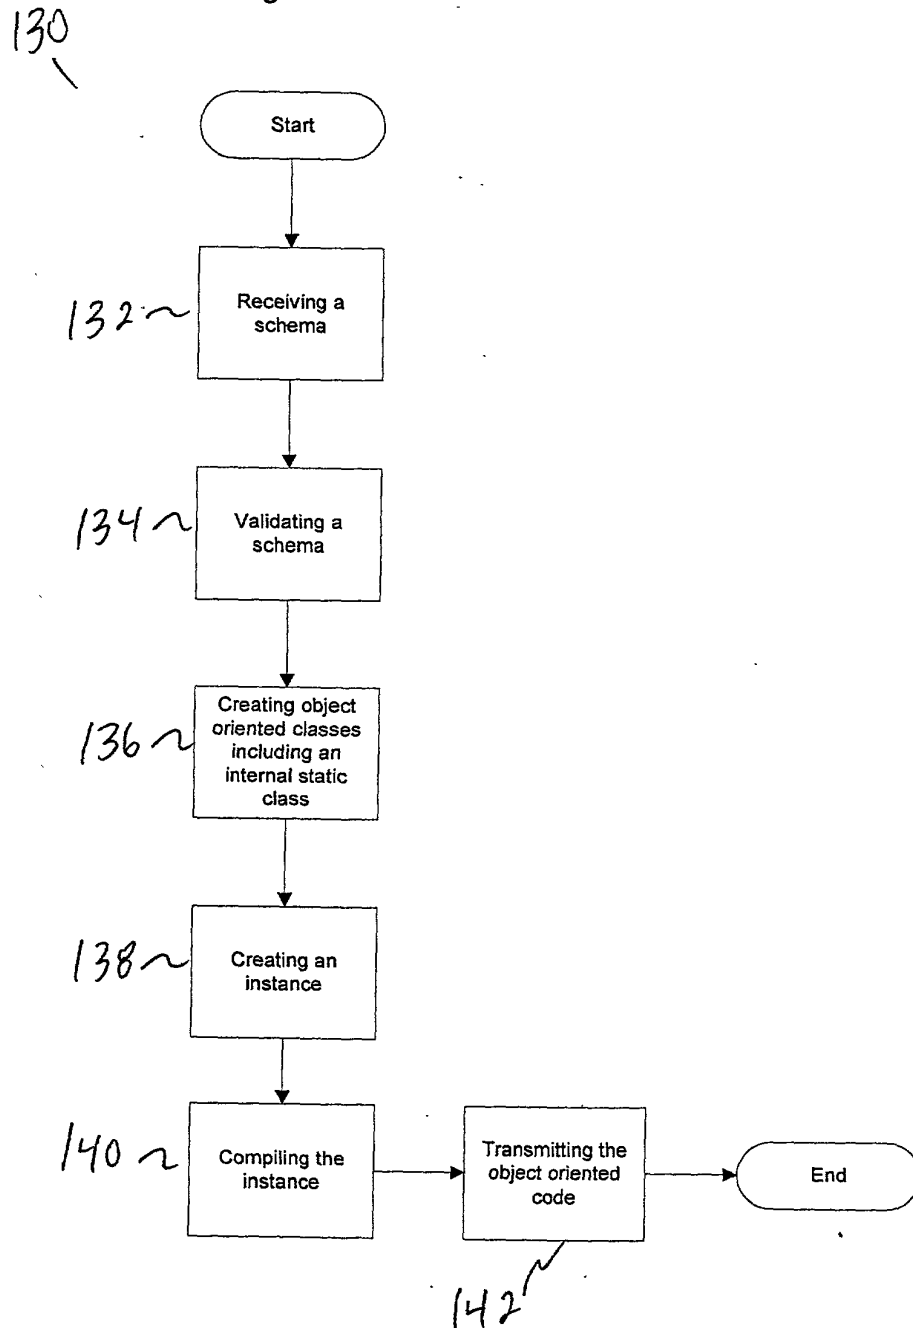 130
Start
132
Receiving a
schema
134
Validating a
schema
136
Creating object
oriented classes
including an
internal static
class
138
Creating an
instance
140
Compiling the
instance
Transmitting the
object oriented
code
End
142